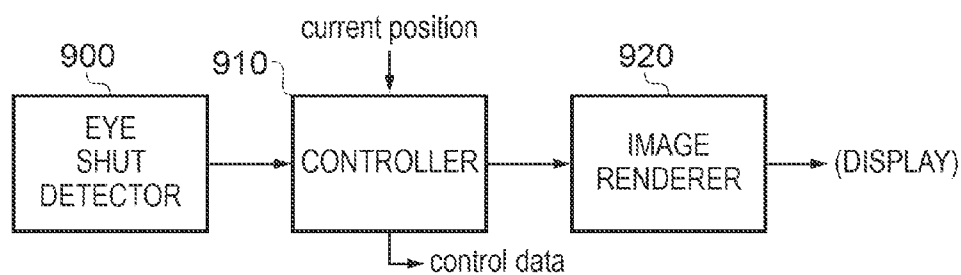 current position
900
910
920
EYE
SHUT
DETECTOR
CONTROLLER
IMAGE
RENDERER
(DISPLAY)
control data